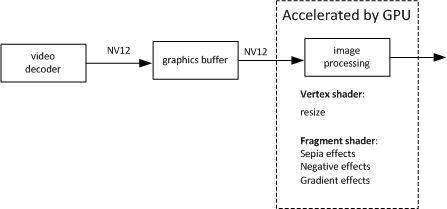 Accelerated by GPU
video
decoder
NV12
graphics buffer
NV12
image
processing
Vertex shader:
resize
Fragment shader:
Sepia effects
Negative effects
Gradient effects